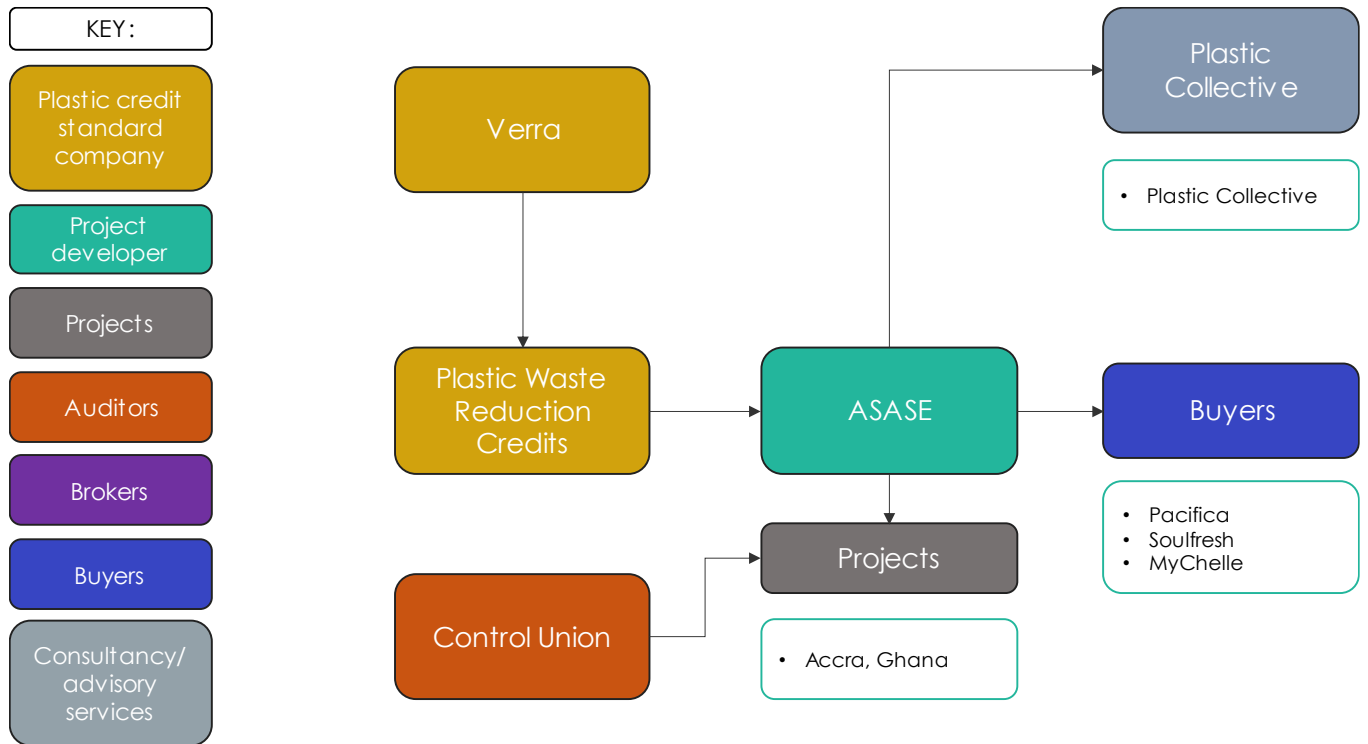 KEY:
Plastic credit
standard
company
Project
developer
Projects
Auditors
Brokers
Buyers
Consultancy/
advisory
services
Verra
Plastic Waste
Reduction
Credits
Control Union
ASASE
Projects
• Accra, Ghana
Plastic
Collective
• Plastic Collective
Buyers
• Pacifica
• Soulfresh
• MyChelle